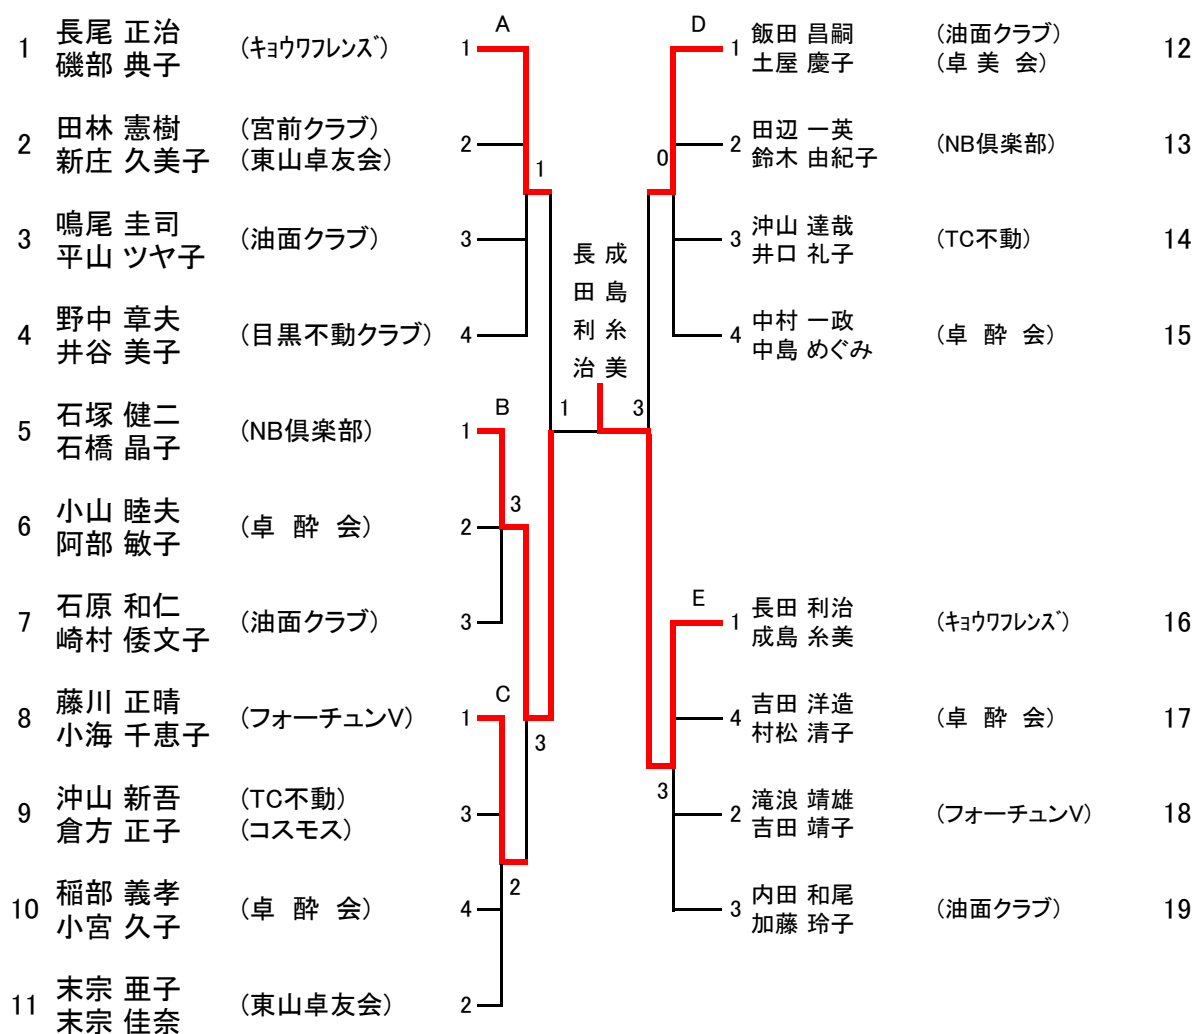 A
1 長尾 正治 (ｷョウワフレンズ) 1
磯部 典子
2 田林 憲樹 (宮前クラブ) 2
新庄 久美子 (東山卓友会)
1
3 鳴尾 圭司 (油面クラブ) 3
平山 ツヤ子
4 野中 章夫 (目黒不動クラブ) 4
井谷 美子
B
5 石塚 健二 (NB倶楽部) 1
石橋 晶子
3
6 小山 睦夫 (卓 酔 会) 2
阿部 敏子
7 石原 和仁 (油面クラブ) 3
崎村 倭文子
C
8 藤川 正晴 (フォーチュンV) 1
小海 千恵子
3
9 沖山 新吾 (TC不動) 3
倉方 正子 (コスモス)
2
10 稲部 義孝 (卓 酔 会) 4
小宮 久子
11 末宗 亜子 (東山卓友会) 2
末宗 佳奈
長田利治
成島糸美
1 3
D
1 飯田 昌嗣 (油面クラブ) 12
土屋 慶子 (卓 美 会)
2 田辺 一英 (NB倶楽部) 13
鈴木 由紀子
0
3 沖山 達哉 (TC不動) 14
井口 礼子
4 中村 一政 (卓 酔 会) 15
中島 めぐみ
E
1 長田 利治 (ｷョウワフレンズ) 16
成島 糸美
4 吉田 洋造 (卓 酔 会) 17
村松 清子
3
2 滝浪 靖雄 (フォーチュンV) 18
吉田 靖子
3 内田 和尾 (油面クラブ) 19
加藤 玲子